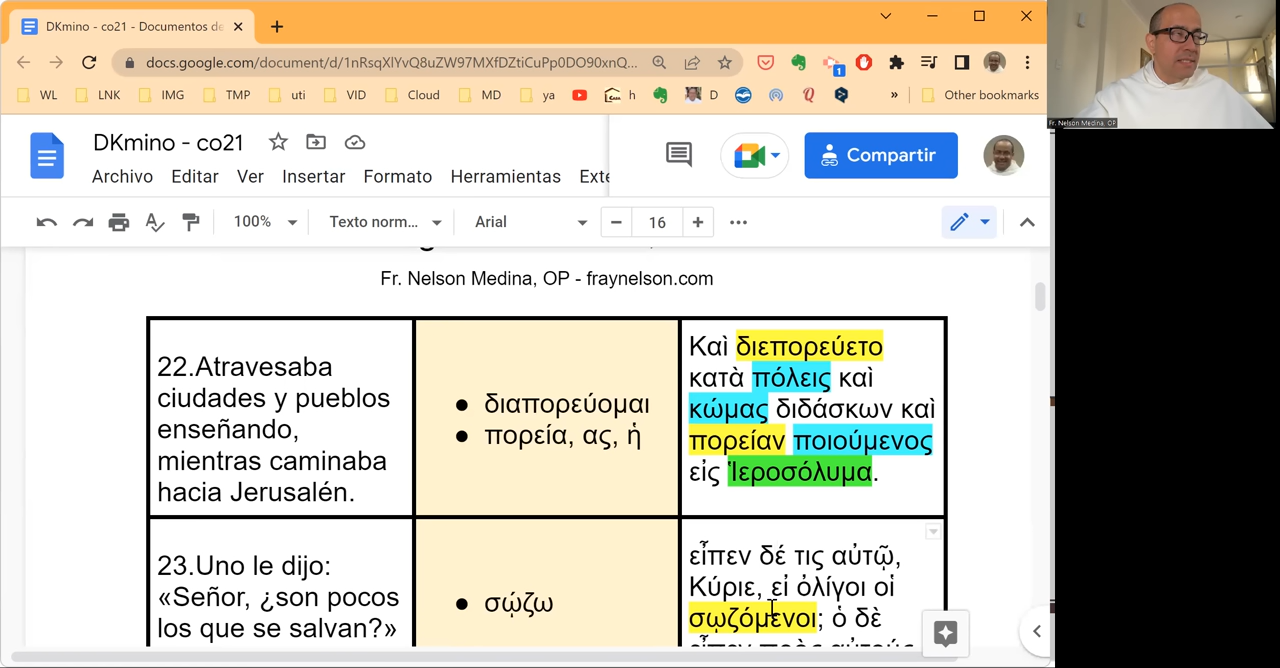 DKmino - co21 - Documentos de
docs.google.com/document/d/1nRsqXlYvQ8uZW97MXfDZtiCuPp0DO90xnQ...
WL LNK IMG TMP uti VID Cloud MD ya h D » Other bookmarks
DKmino - co21
Compartir
Archivo Editar Ver Insertar Formato Herramientas Exte
100% Texto norm... Arial 16
Fr. Nelson Medina, OP - fraynelson.com
22.Atravesaba
ciudades y pueblos
enseñando,
mientras caminaba
hacia Jerusalén.
● διαπορεύομαι
● πορεία, ας, ἡ
Καὶ διεπορεύετο
κατὰ πόλεις καὶ
κώμας διδάσκων καὶ
πορείαν ποιούμενος
εἰς Ἱεροσόλυμα.
23.Uno le dijo:
«Señor, ¿son pocos
los que se salvan?»
● σῴζω
εἶπεν δέ τις αὐτῷ,
Κύριε, εἰ ὀλίγοι οἱ
σῳζόμενοι; ὁ δὲ
εἶπεν πρὸς αὐτούς
Fr. Nelson Medina, OP